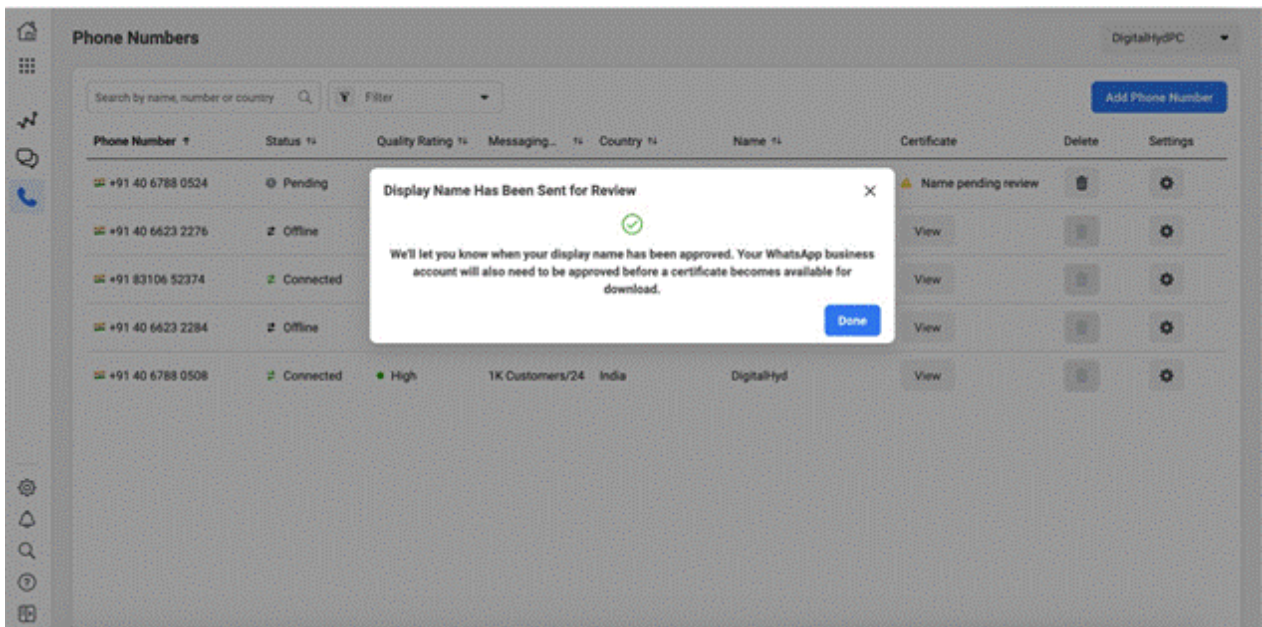 Phone Numbers
DigitalHydPC
Search by name, number or country
Filter
Add Phone Number
Phone Number Status Quality Rating Messaging... Country Name Certificate Delete Settings
+91 40 6788 0524 Pending Name pending review
Display Name Has Been Sent for Review
+91 40 6623 2276 Offline View
We'll let you know when your display name has been approved. Your WhatsApp business
account will also need to be approved before a certificate becomes available for
download.
+91 83106 52374 Connected View
Done
+91 40 6623 2284 Offline View
+91 40 6788 0508 Connected High 1K Customers/24 India DigitalHyd View